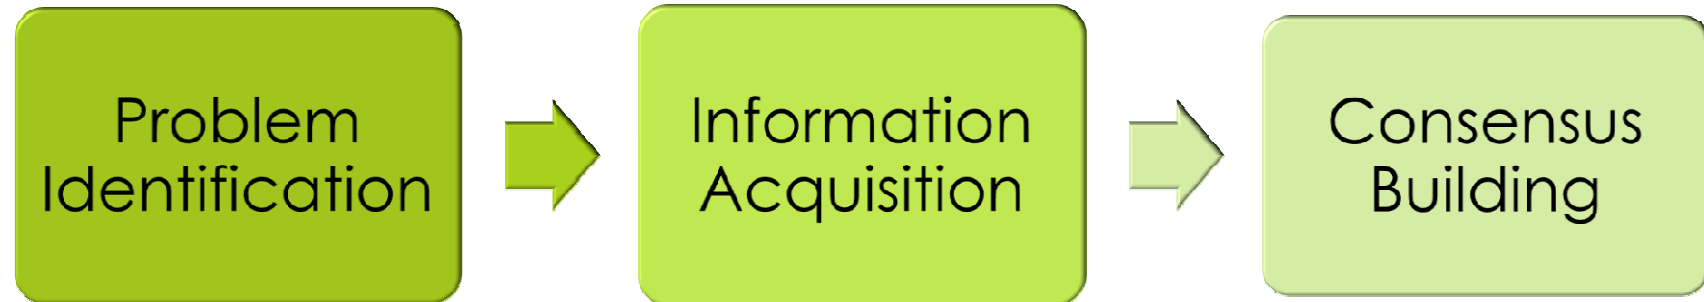 Problem
Identification
Information
Acquisition
Consensus
Building